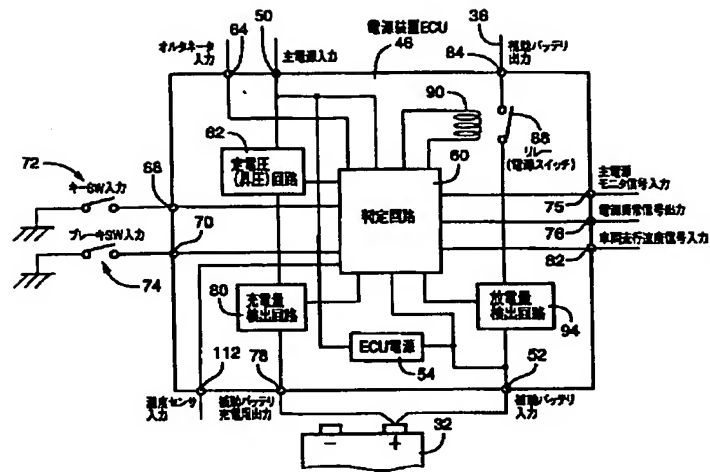 オルタネータ
入力
64
50
主電源入力
電源装置ECU
46
36
補助バッテリ
出力
84
90
62
定電圧
(昇圧)回路
86
リレー
(電源スイッチ)
60
判定回路
72
キーSW入力
68
主電源
モニタ信号入力
75
電源異常信号出力
76
ブレーキSW入力
70
車両走行速度信号入力
82
74
80
充電量
検出回路
放電量
検出回路
94
ECU電源
54
112
78
52
温度センサ
入力
補助バッテリ
充電用出力
補助バッテリ
入力
-
+
32